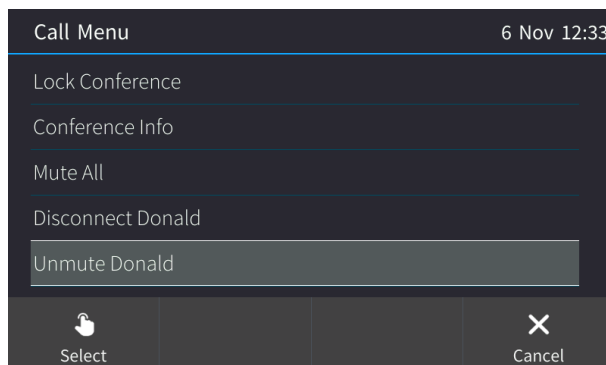 Call Menu 6 Nov 12:33
Lock Conference
Conference Info
Mute All
Disconnect Donald
Unmute Donald
Select Cancel